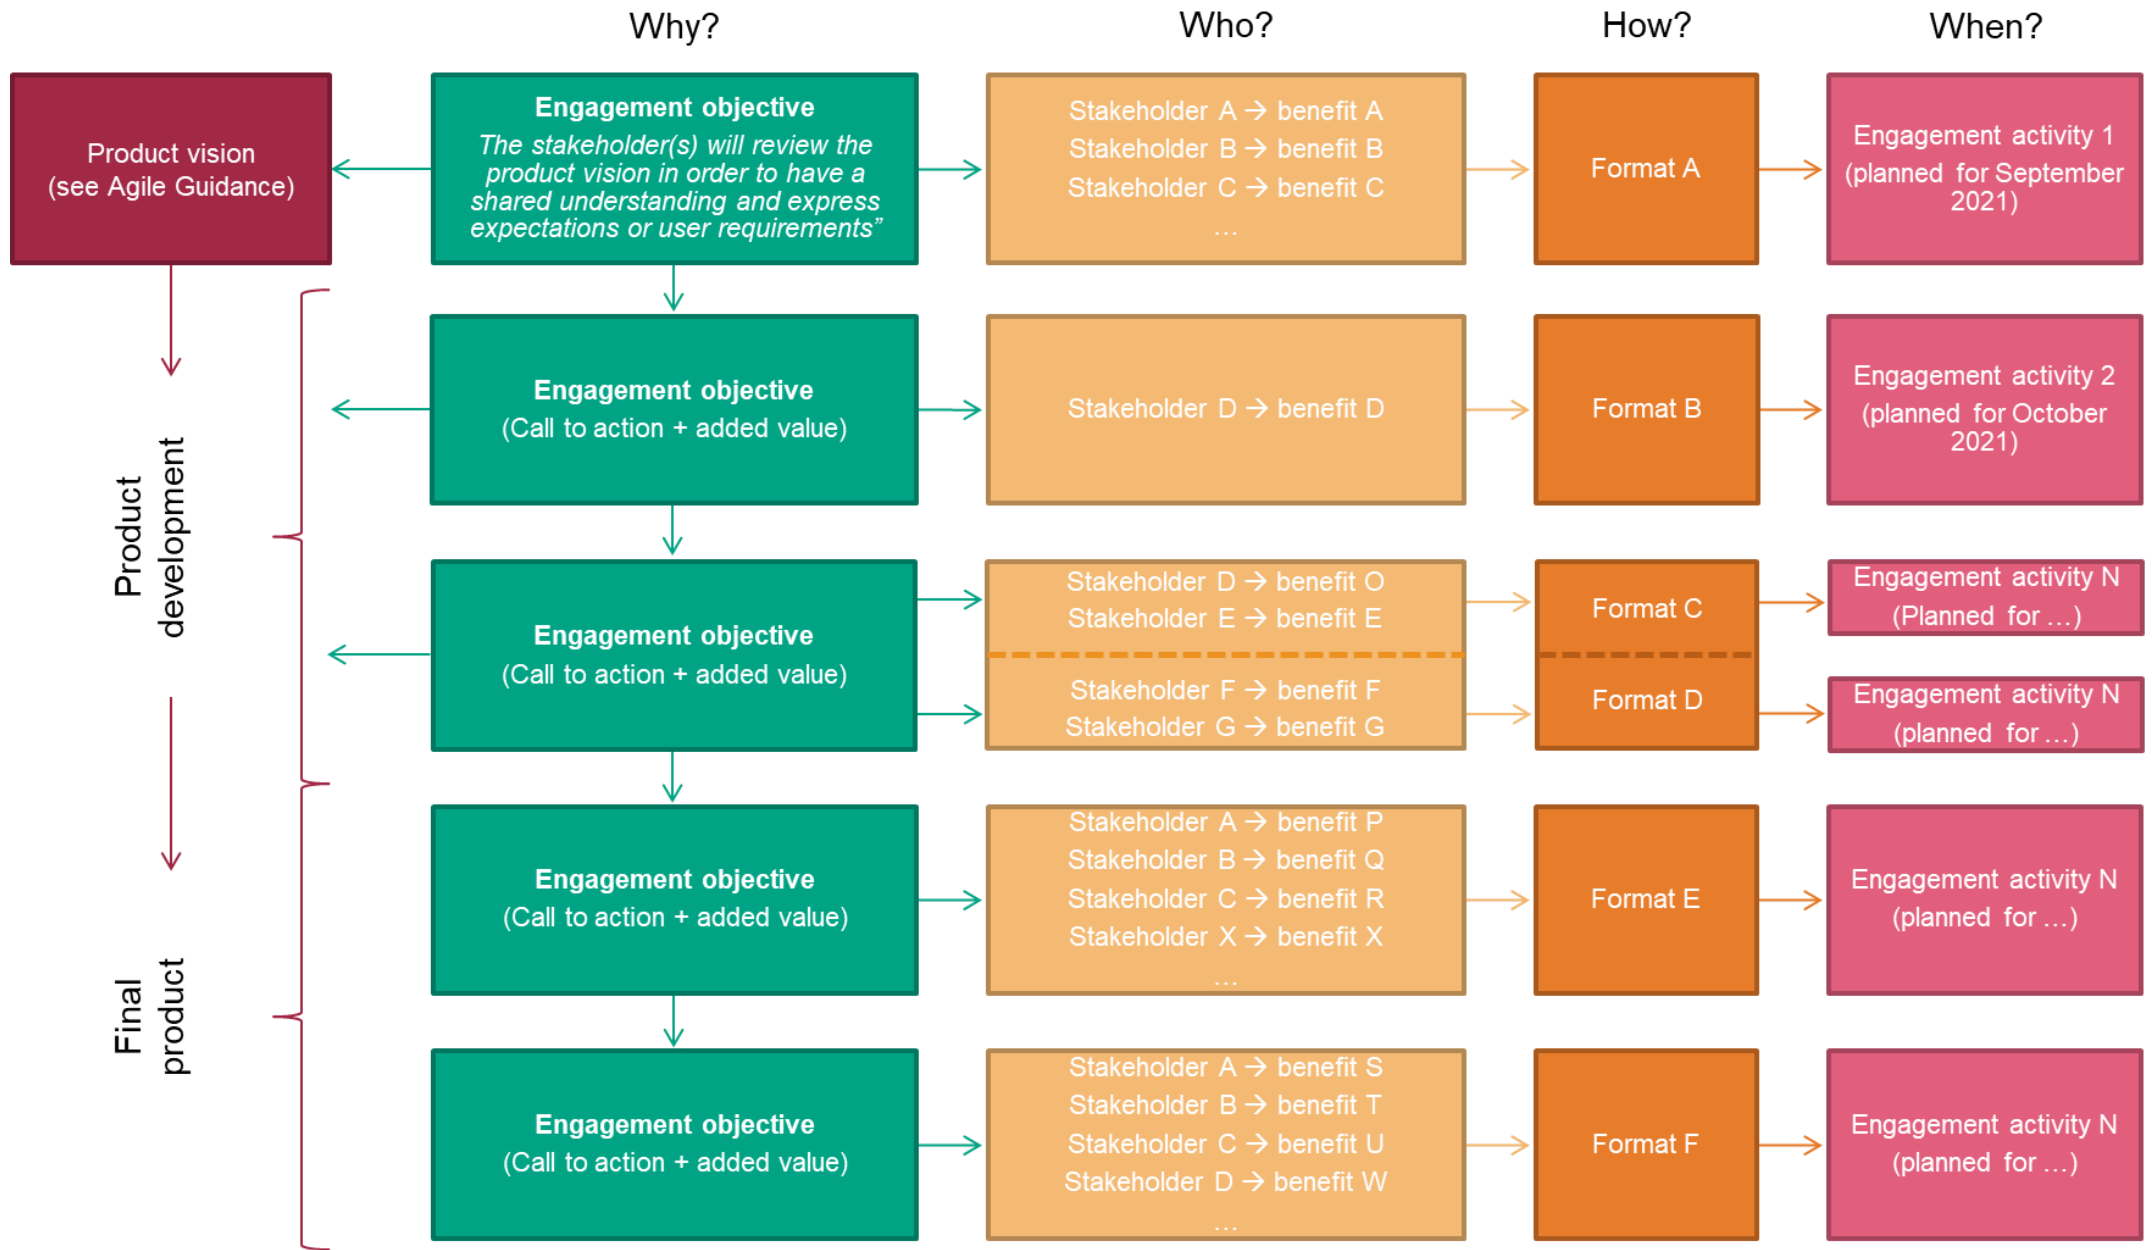 Why?
Who?
How?
When?
Product vision
(see Agile Guidance)
Engagement objective
The stakeholder(s) will review the
product vision in order to have a
shared understanding and express
expectations or user requirements”
Stakeholder A → benefit A
Stakeholder B → benefit B
Stakeholder C → benefit C
...
Format A
Engagement activity 1
(planned for September
2021)
Product
development
Engagement objective
(Call to action + added value)
Stakeholder D → benefit D
Format B
Engagement activity 2
(planned for October
2021)
Engagement objective
(Call to action + added value)
Stakeholder D → benefit O
Stakeholder E → benefit E
Format C
Engagement activity N
(Planned for ...)
Stakeholder F → benefit F
Stakeholder G → benefit G
Format D
Engagement activity N
(planned for ...)
Final
product
Engagement objective
(Call to action + added value)
Stakeholder A → benefit P
Stakeholder B → benefit Q
Stakeholder C → benefit R
Stakeholder X → benefit X
...
Format E
Engagement activity N
(planned for ...)
Engagement objective
(Call to action + added value)
Stakeholder A → benefit S
Stakeholder B → benefit T
Stakeholder C → benefit U
Stakeholder D → benefit W
...
Format F
Engagement activity N
(planned for ...)